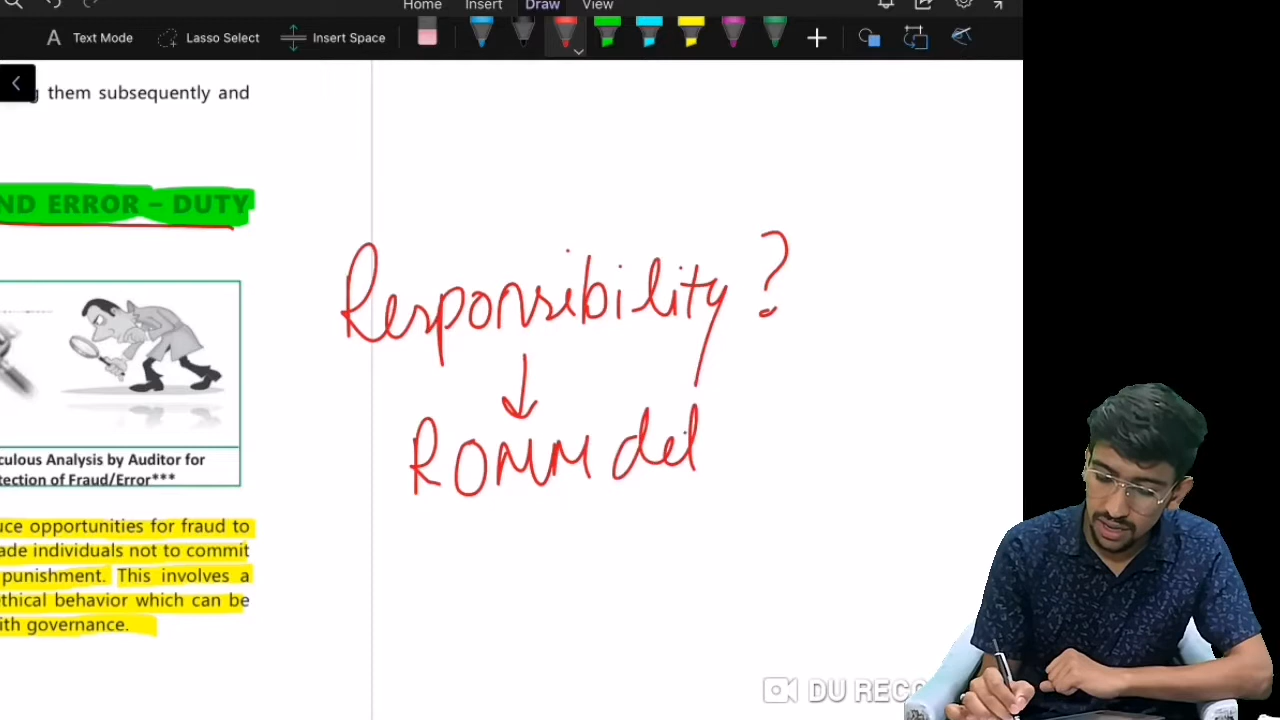 Home Insert Draw View
Text Mode Lasso Select Insert Space
them subsequently and
ND ERROR – DUTY
Responsibility?
ROMM del
culous Analysis by Auditor for
tection of Fraud/Error***
uce opportunities for fraud to
ade individuals not to commit
punishment. This involves a
ethical behavior which can be
ith governance.
DU RECO